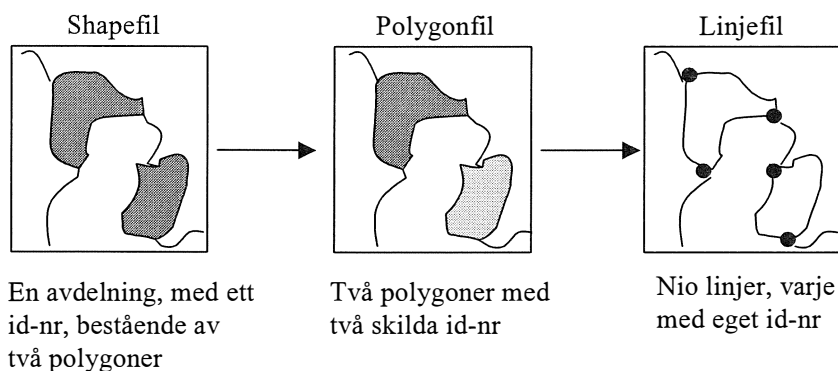 Shapefil
Polygonfil
Linjefil
En avdelning, med ett
id-nr, bestående av
två polygoner
Två polygoner med
två skilda id-nr
Nio linjer, varje
med eget id-nr